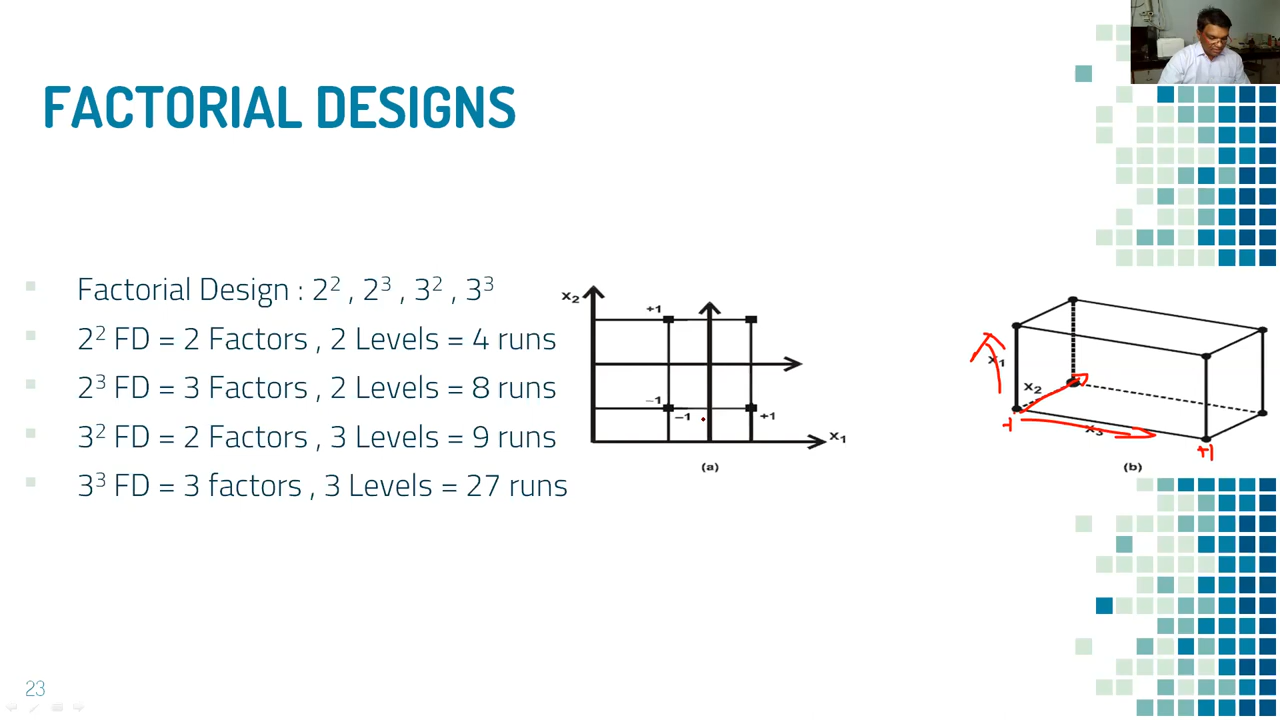 FACTORIAL DESIGNS
Factorial Design : 2² , 2³ , 3² , 3³
2² FD = 2 Factors , 2 Levels = 4 runs
2³ FD = 3 Factors , 2 Levels = 8 runs
3² FD = 2 Factors , 3 Levels = 9 runs
3³ FD = 3 factors , 3 Levels = 27 runs
x₂
+1
−1
−1
+1
x₁
(a)
x₁
x₂
x₃
+1
(b)
23